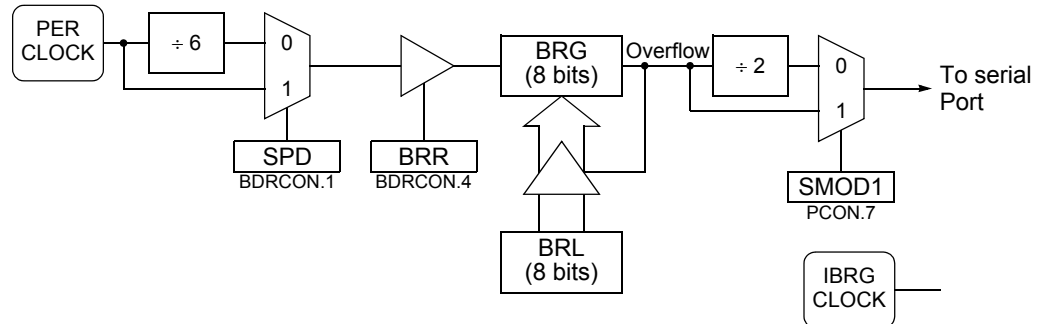 PER
CLOCK
÷ 6
0
1
SPD
BDRCON.1
BRR
BDRCON.4
BRG
(8 bits)
Overflow
BRL
(8 bits)
÷ 2
0
1
To serial
Port
SMOD1
PCON.7
IBRG
CLOCK